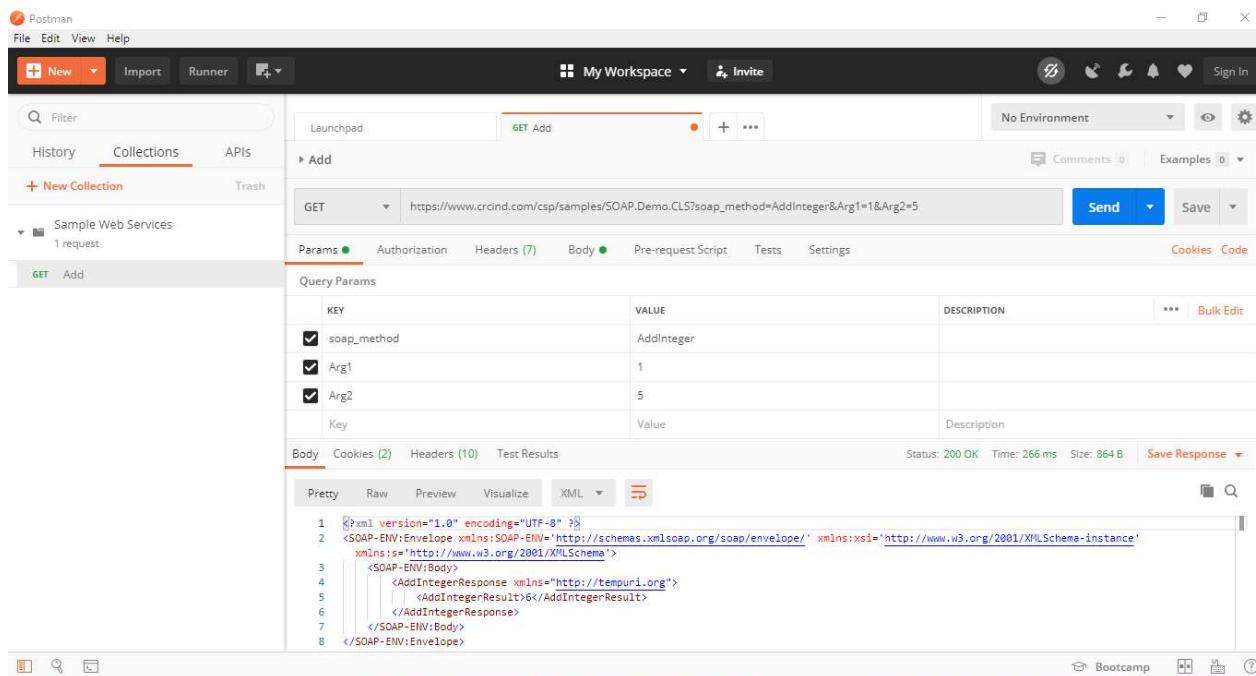 Postman
File Edit View Help
New Import Runner My Workspace Invite Sign In
Filter
History Collections APIs
+ New Collection Trash
Sample Web Services
1 request
GET Add
Launchpad GET Add + ••• No Environment
Add Comments 0 Examples 0
GET https://www.crcind.com/csp/samples/SOAP.Demo.CLS?soap_method=AddInteger&Arg1=1&Arg2=5 Send Save
Params Authorization Headers (7) Body Pre-request Script Tests Settings Cookies Code
Query Params
KEY VALUE DESCRIPTION ••• Bulk Edit
soap_method AddInteger
Arg1 1
Arg2 5
Key Value Description
Body Cookies (2) Headers (10) Test Results Status: 200 OK Time: 266 ms Size: 864 B Save Response
Pretty Raw Preview Visualize XML
1 <?xml version="1.0" encoding="UTF-8" ?>
2 <SOAP-ENV:Envelope xmlns:SOAP-ENV='http://schemas.xmlsoap.org/soap/envelope/' xmlns:xsi='http://www.w3.org/2001/XMLSchema-instance'
xmlns:s='http://www.w3.org/2001/XMLSchema'>
3 <SOAP-ENV:Body>
4 <AddIntegerResponse xmlns="http://tempuri.org">
5 <AddIntegerResult>6</AddIntegerResult>
6 </AddIntegerResponse>
7 </SOAP-ENV:Body>
8 </SOAP-ENV:Envelope>
Bootcamp